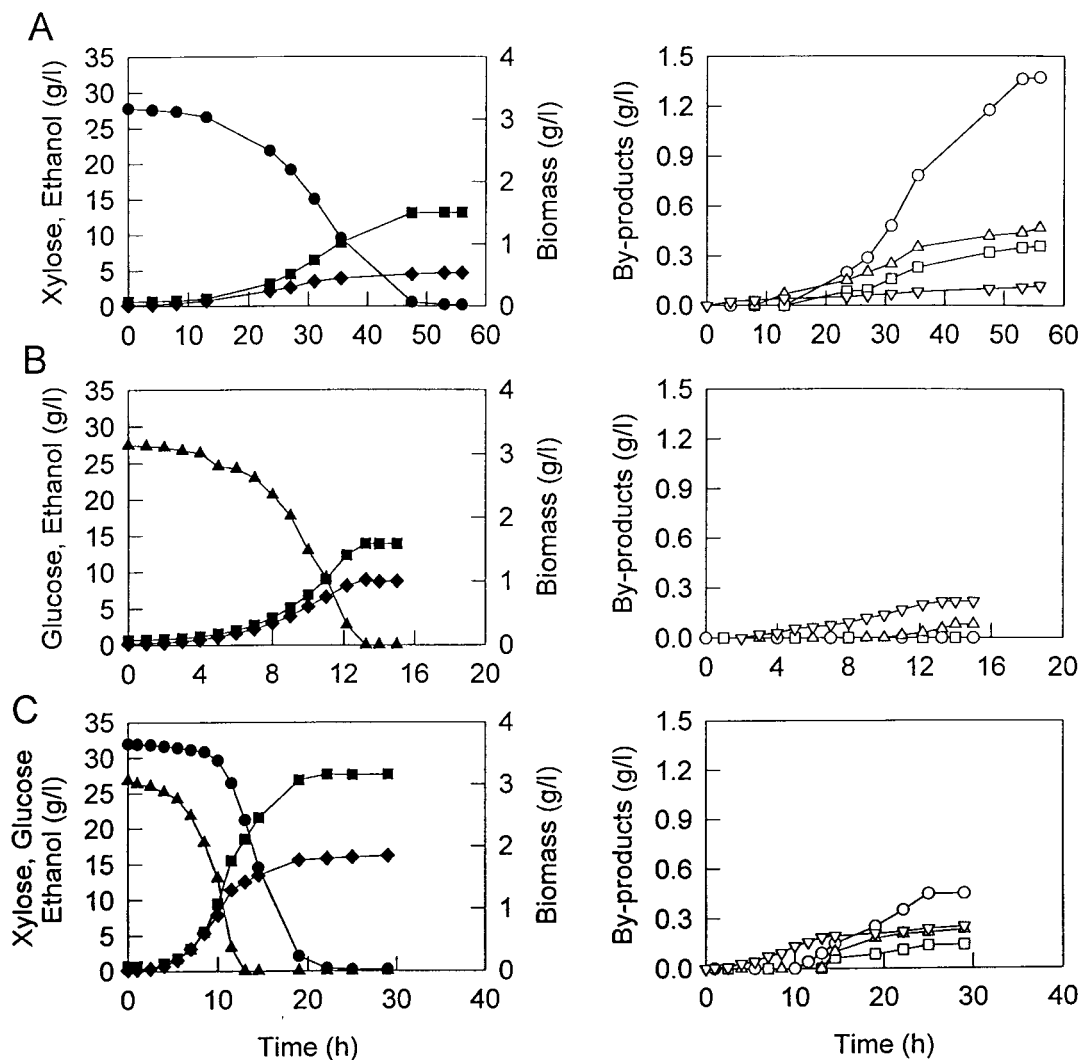 A
Xylose, Ethanol (g/l)
35
30
25
20
15
10
5
0
4
3
2
1
0
Biomass (g/l)
0 10 20 30 40 50 60
By-products (g/l)
1.5
1.2
0.9
0.6
0.3
0.0
0 10 20 30 40 50 60
B
Glucose, Ethanol (g/l)
35
30
25
20
15
10
5
0
4
3
2
1
0
Biomass (g/l)
0 4 8 12 16 20
By-products (g/l)
1.5
1.2
0.9
0.6
0.3
0.0
0 4 8 12 16 20
C
Xylose, Glucose
Ethanol (g/l)
35
30
25
20
15
10
5
0
4
3
2
1
0
Biomass (g/l)
0 10 20 30 40
Time (h)
By-products (g/l)
1.5
1.2
0.9
0.6
0.3
0.0
0 10 20 30 40
Time (h)